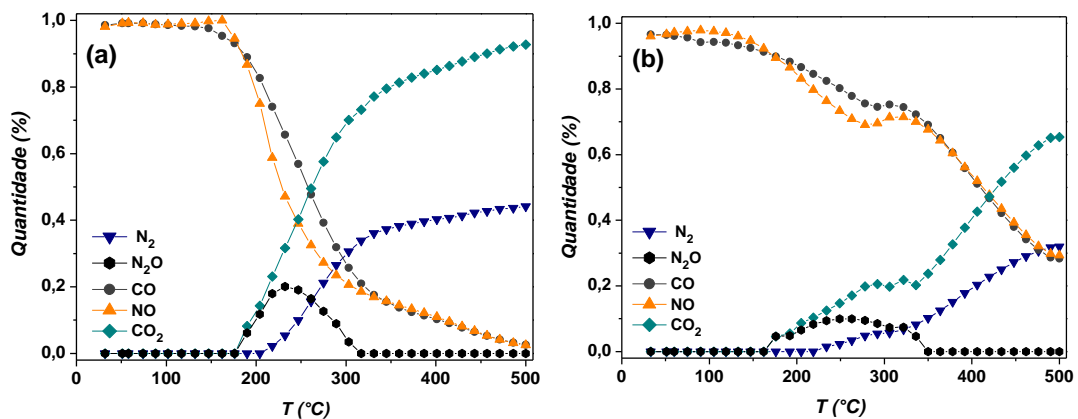 (a)
Quantidade (%)
1,0
0,8
0,6
0,4
0,2
0,0
N₂
N₂O
CO
NO
CO₂
0 100 200 300 400 500
T (°C)
(b)
Quantidade (%)
1,0
0,8
0,6
0,4
0,2
0,0
N₂
N₂O
CO
NO
CO₂
0 100 200 300 400 500
T (°C)